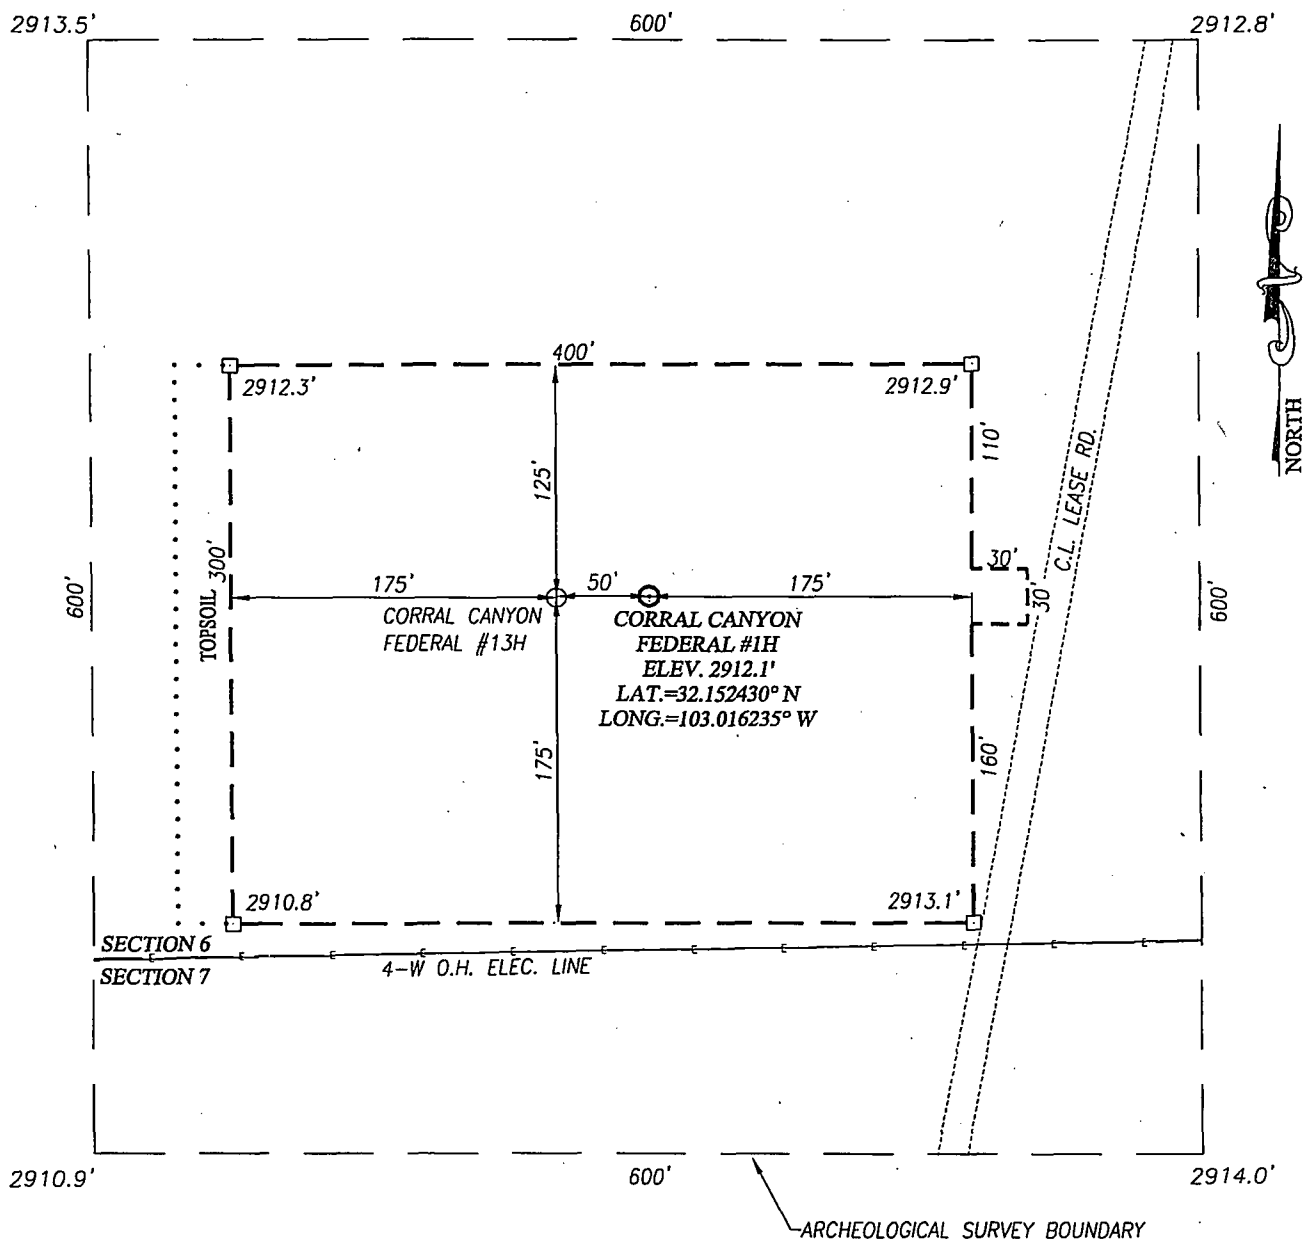 2913.5'
600'
2912.8'
NORTH
400'
2912.3'
2912.9'
110'
125'
C.L. LEASE RD.
600'
TOPSOIL
300'
175'
50'
175'
30'
30'
600'
CORRAL CANYON
FEDERAL #13H
CORRAL CANYON
FEDERAL #1H
ELEV. 2912.1'
LAT.=32.152430° N
LONG.=103.016235° W
175'
160'
2910.8'
2913.1'
SECTION 6
SECTION 7
4-W O.H. ELEC. LINE
2910.9'
600'
2914.0'
ARCHEOLOGICAL SURVEY BOUNDARY